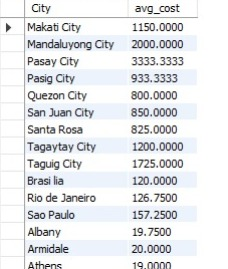 City avg_cost
Makati City 1150.0000
Mandaluyong City 2000.0000
Pasay City 3333.3333
Pasig City 933.3333
Quezon City 800.0000
San Juan City 850.0000
Santa Rosa 825.0000
Tagaytay City 1200.0000
Taguig City 1725.0000
Brasilia 120.0000
Rio de Janeiro 126.7500
Sao Paulo 157.2500
Albany 19.7500
Armidale 20.0000
Athens 19.0000